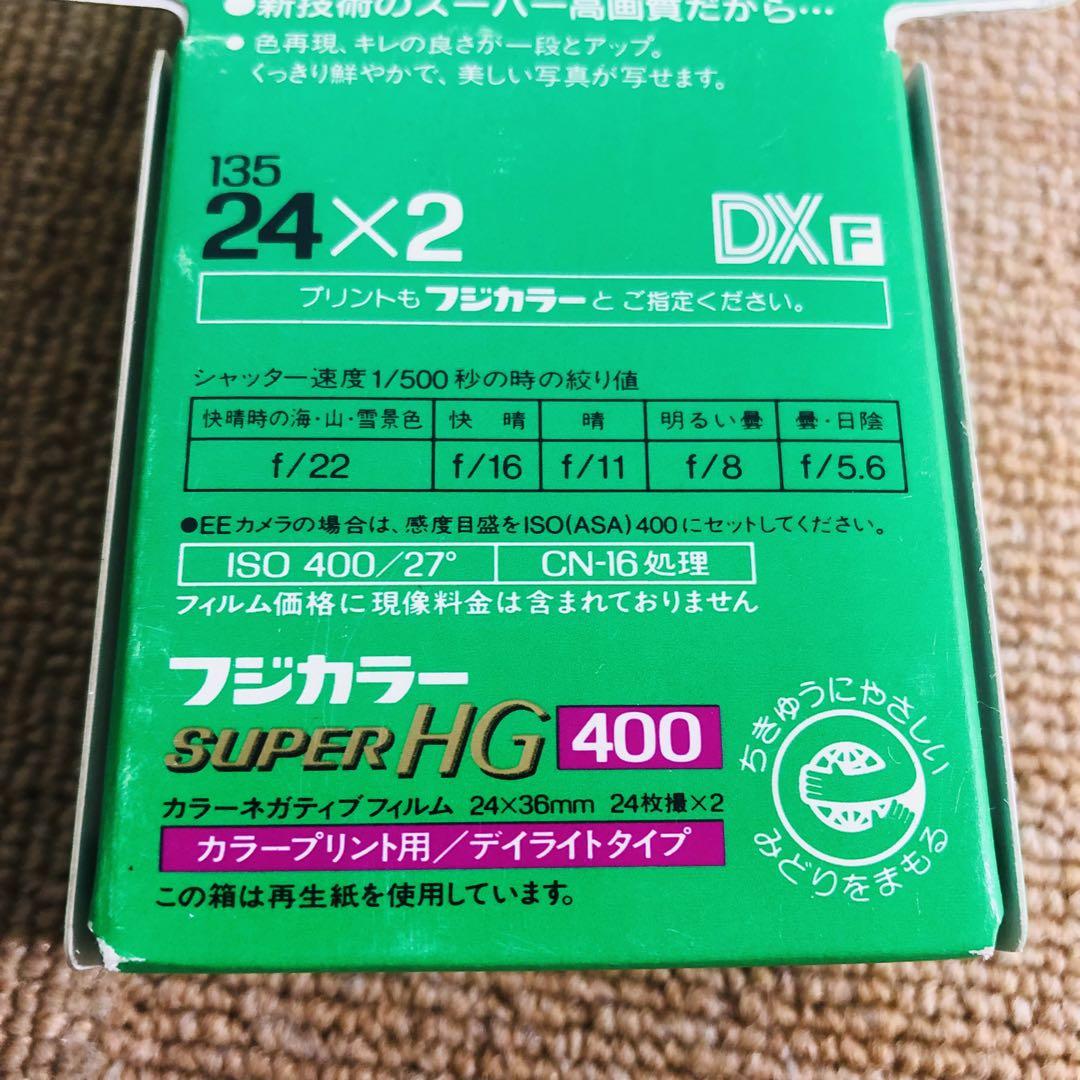 ●新技術のスーパー高画質だから…
● 色再現、キレの良さが一段とアップ。
くっきり鮮やかで、美しい写真が写せます。
135
24×2
DX F
プリントも フジカラー と ご指定ください。
シャッター速度1/500秒の時の絞り値
快晴時の海・山・雪景色 快 晴 晴 明るい曇 曇・日陰
f/22 f/16 f/11 f/8 f/5.6
●EEカメラの場合は、感度目盛をISO(ASA)400にセットしてください。
ISO 400/27° CN-16処理
フィルム価格に現像料金は含まれておりません
フジカラー
SUPER HG 400
カラーネガティブフィルム 24×36mm 24枚撮×2
カラープリント用/デイライトタイプ
この箱は再生紙を使用しています。
ちきゅうにやさしい
みどりをまもる